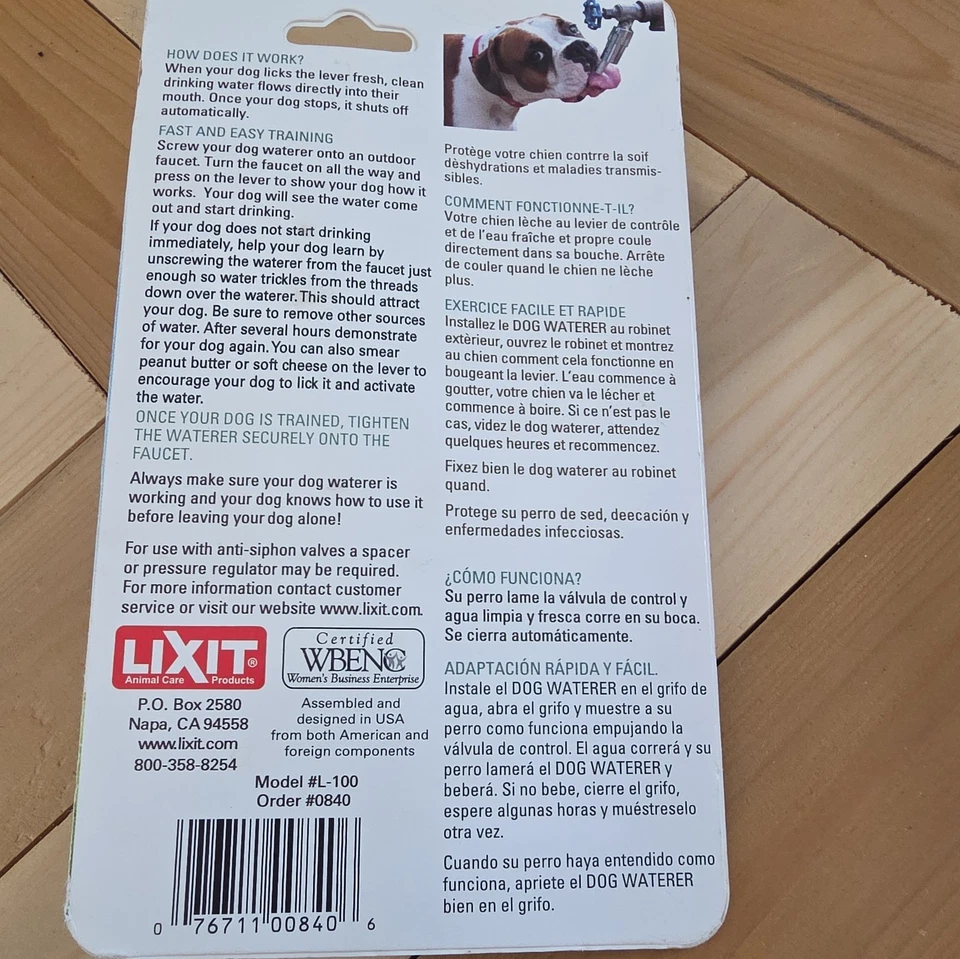 HOW DOES IT WORK?
When your dog licks the lever fresh, clean
drinking water flows directly into their
mouth. Once your dog stops, it shuts off
automatically.
FAST AND EASY TRAINING
Screw your dog waterer onto an outdoor
faucet. Turn the faucet on all the way and
press on the lever to show your dog how it
works. Your dog will see the water come
out and start drinking.
If your dog does not start drinking
immediately, help your dog learn by
unscrewing the waterer from the faucet just
enough so water trickles from the threads
down over the waterer. This should attract
your dog. Be sure to remove other sources
of water. After several hours demonstrate
for your dog again. You can also smear
peanut butter or soft cheese on the lever to
encourage your dog to lick it and activate
the water.
ONCE YOUR DOG IS TRAINED, TIGHTEN
THE WATERER SECURELY ONTO THE
FAUCET.
Always make sure your dog waterer is
working and your dog knows how to use it
before leaving your dog alone!
For use with anti-siphon valves a spacer
or pressure regulator may be required.
For more information contact customer
service or visit our website www.lixit.com.
LIXIT®
Animal Care Products
P.O. Box 2580
Napa, CA 94558
www.lixit.com
800-358-8254
Certified
WBENC
Women's Business Enterprise
Assembled and
designed in USA
from both American and
foreign components
Model #L-100
Order #0840
0 76711 00840 6
Protège votre chien contrre la soif
dèshydrations et maladies transmis-
sibles.
COMMENT FONCTIONNE-T-IL?
Votre chien lèche au levier de contrôle
et de l'eau fraîche et propre coule
directement dans sa bouche. Arrête
de couler quand le chien ne lèche
plus.
EXERCICE FACILE ET RAPIDE
Installez le DOG WATERER au robinet
extèrieur, ouvrez le robinet et montrez
au chien comment cela fonctionne en
bougeant la levier. L'eau commence à
goutter, votre chien va le lécher et
commence à boire. Si ce n'est pas le
cas, videz le dog waterer, attendez
quelques heures et recommencez.
Fixez bien le dog waterer au robinet
quand.
Protege su perro de sed, deecación y
enfermedades infecciosas.
¿CÓMO FUNCIONA?
Su perro lame la válvula de control y
agua limpia y fresca corre en su boca.
Se cierra automáticamente.
ADAPTACIÓN RÁPIDA Y FÁCIL.
Instale el DOG WATERER en el grifo de
agua, abra el grifo y muestre a su
perro como funciona empujando la
válvula de control. El agua correrá y su
perro lamerá el DOG WATERER y
beberá. Si no bebe, cierre el grifo,
espere algunas horas y muéstreselo
otra vez.
Cuando su perro haya entendido como
funciona, apriete el DOG WATERER
bien en el grifo.